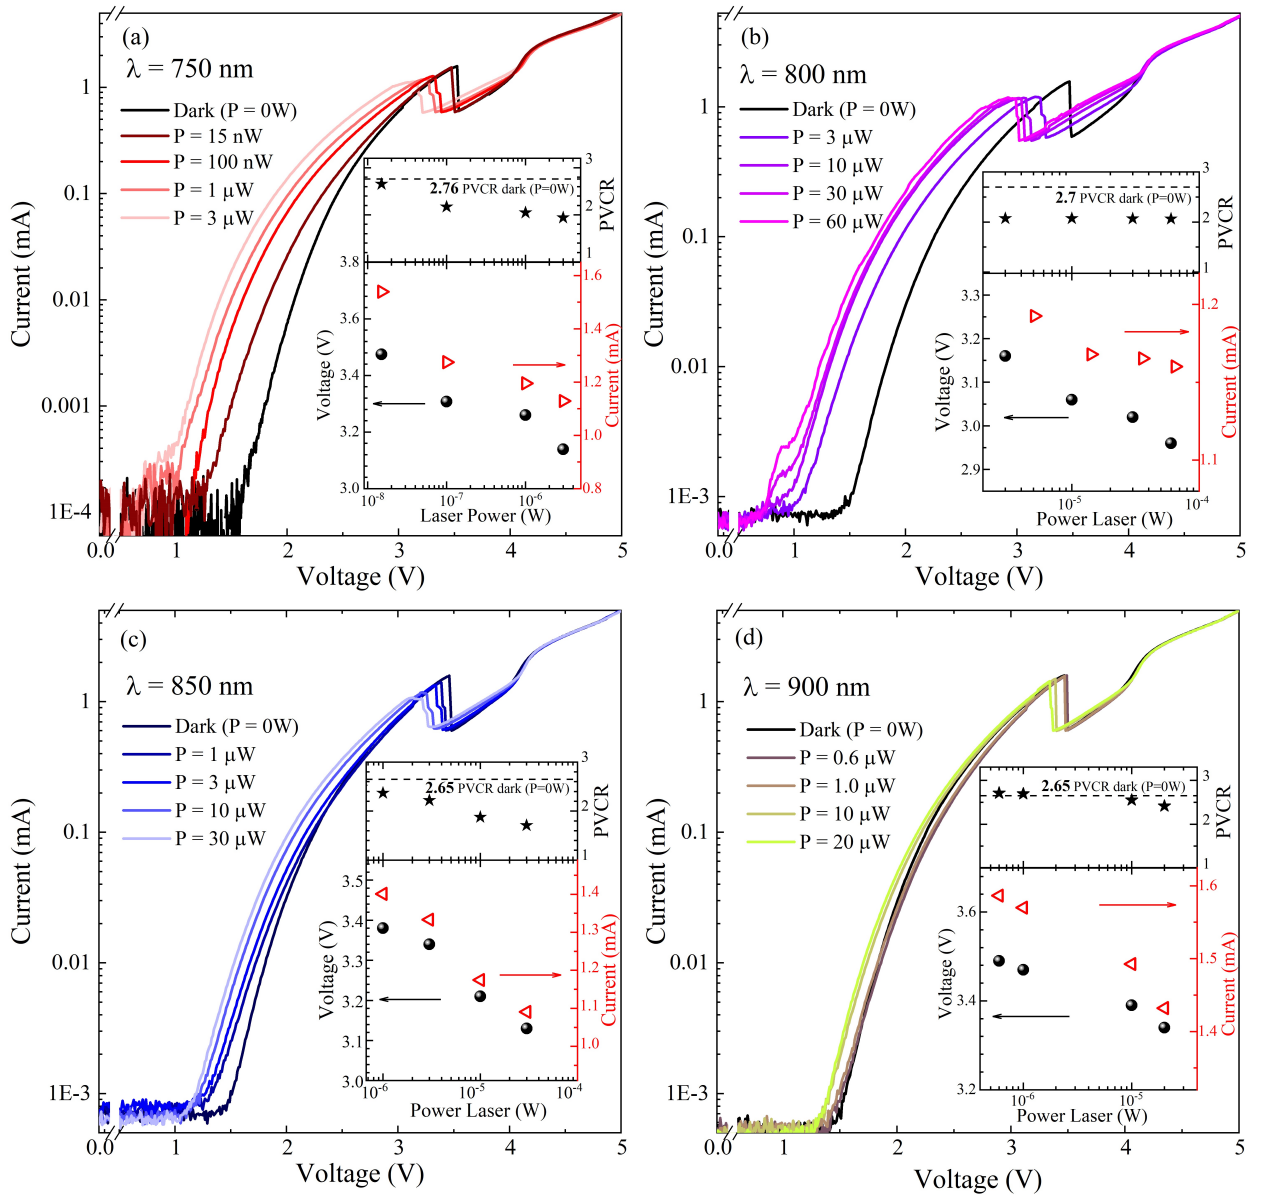 (a)
λ = 750 nm
Dark (P = 0W)
P = 15 nW
P = 100 nW
P = 1 μW
P = 3 μW
Current (mA)
1
0.1
0.01
0.001
1E-4
0.0 1 2 3 4 5
Voltage (V)
2.76 PVCR dark (P=0W)
3
2
1
PVCR
3.8
3.6
3.4
3.2
3.0
Voltage (V)
1.6
1.4
1.2
1.0
0.8
Current (mA)
10⁻⁸ 10⁻⁷ 10⁻⁶
Laser Power (W)
(b)
λ = 800 nm
Dark (P = 0W)
P = 3 μW
P = 10 μW
P = 30 μW
P = 60 μW
Current (mA)
1
0.1
0.01
1E-3
0.0 1 2 3 4 5
Voltage (V)
2.7 PVCR dark (P=0W)
3
2
1
PVCR
3.3
3.2
3.1
3.0
2.9
Voltage (V)
1.2
1.1
Current (mA)
10⁻⁵ 10⁻⁴
Power Laser (W)
(c)
λ = 850 nm
Dark (P = 0W)
P = 1 μW
P = 3 μW
P = 10 μW
P = 30 μW
Current (mA)
1
0.1
0.01
1E-3
0.0 1 2 3 4 5
Voltage (V)
2.65 PVCR dark (P=0W)
3
2
1
PVCR
3.5
3.4
3.3
3.2
3.1
3.0
Voltage (V)
1.4
1.3
1.2
1.1
1.0
Current (mA)
10⁻⁶ 10⁻⁵ 10⁻⁴
Power Laser (W)
(d)
λ = 900 nm
Dark (P = 0W)
P = 0.6 μW
P = 1.0 μW
P = 10 μW
P = 20 μW
Current (mA)
1
0.1
0.01
1E-3
0.0 1 2 3 4 5
Voltage (V)
2.65 PVCR dark (P=0W)
3
2
1
PVCR
3.6
3.4
3.2
Voltage (V)
1.6
1.5
1.4
Current (mA)
10⁻⁶ 10⁻⁵
Power Laser (W)